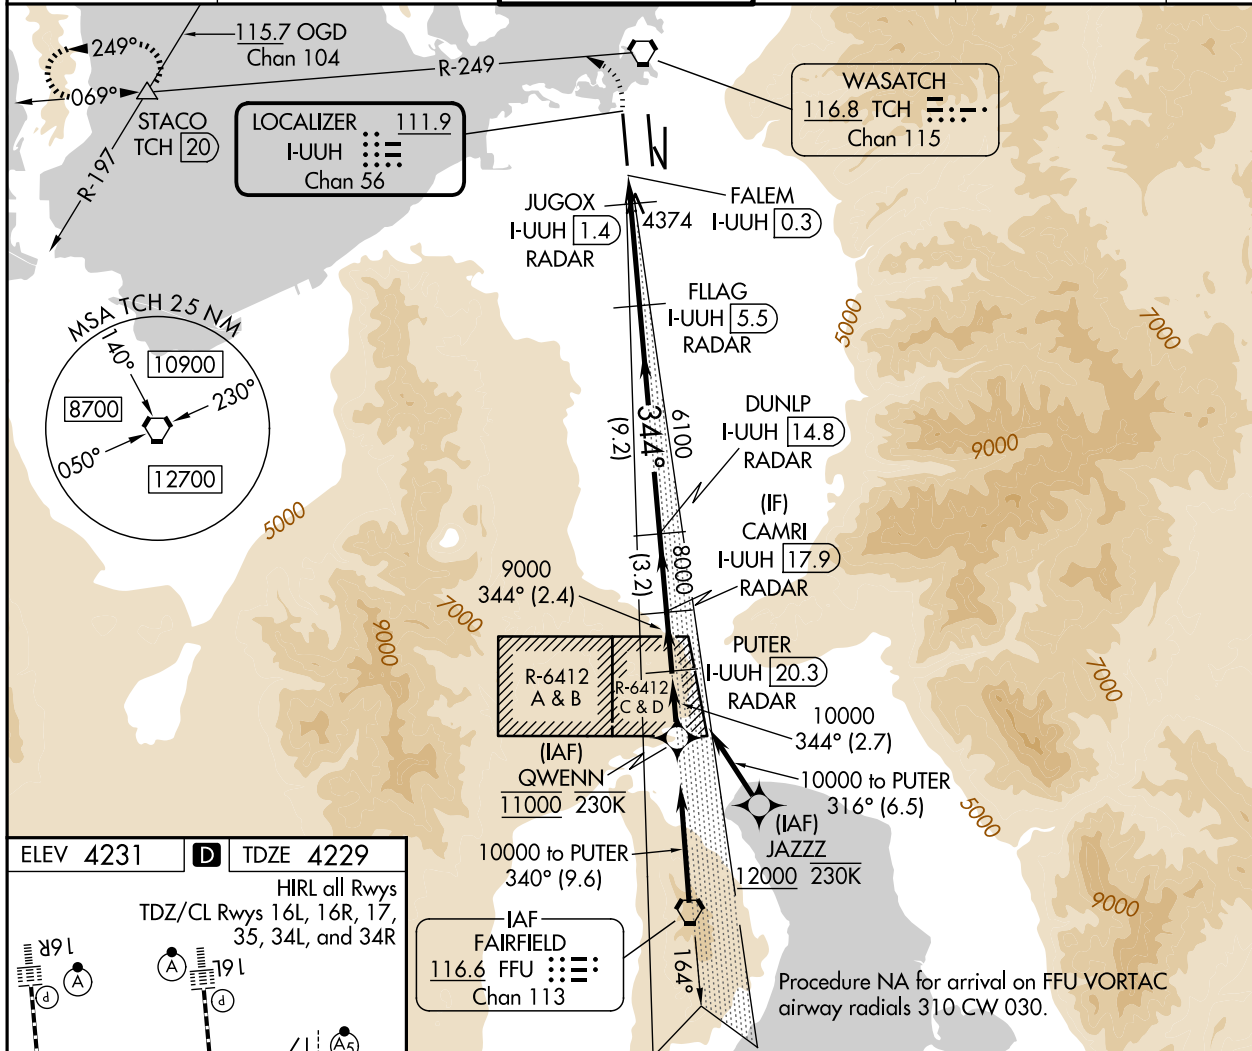 115.7 OGD
Chan 104
249°
069°
R-249
STACO
TCH 20
R-197
LOCALIZER 111.9
I-UUH
Chan 56
WASATCH
116.8 TCH
Chan 115
JUGOX
I-UUH 1.4
RADAR
4374
FALEM
I-UUH 0.3
FLLAG
I-UUH 5.5
RADAR
5000
7000
MSA TCH 25 NM
140°
10900
230°
8700
050°
12700
344°
6100
(9.2)
DUNLP
I-UUH 14.8
RADAR
9000
5000
(IF)
CAMRI
I-UUH 17.9
RADAR
8000
(3.2)
9000
344° (2.4)
7000
9000
R-6412
A & B
R-6412
C & D
PUTER
I-UUH 20.3
RADAR
7000
10000
344° (2.7)
(IAF)
QWENN
11000 230K
10000 to PUTER
316° (6.5)
5000
(IAF)
JAZZZ
12000 230K
10000 to PUTER
340° (9.6)
9000
IAF
FAIRFIELD
116.6 FFU
Chan 113
164°
Procedure NA for arrival on FFU VORTAC
airway radials 310 CW 030.
ELEV 4231 D TDZE 4229
HIRL all Rwys
TDZ/CL Rwys 16L, 16R, 17,
35, 34L, and 34R
16R
A
P
A
16L
P
17
A5